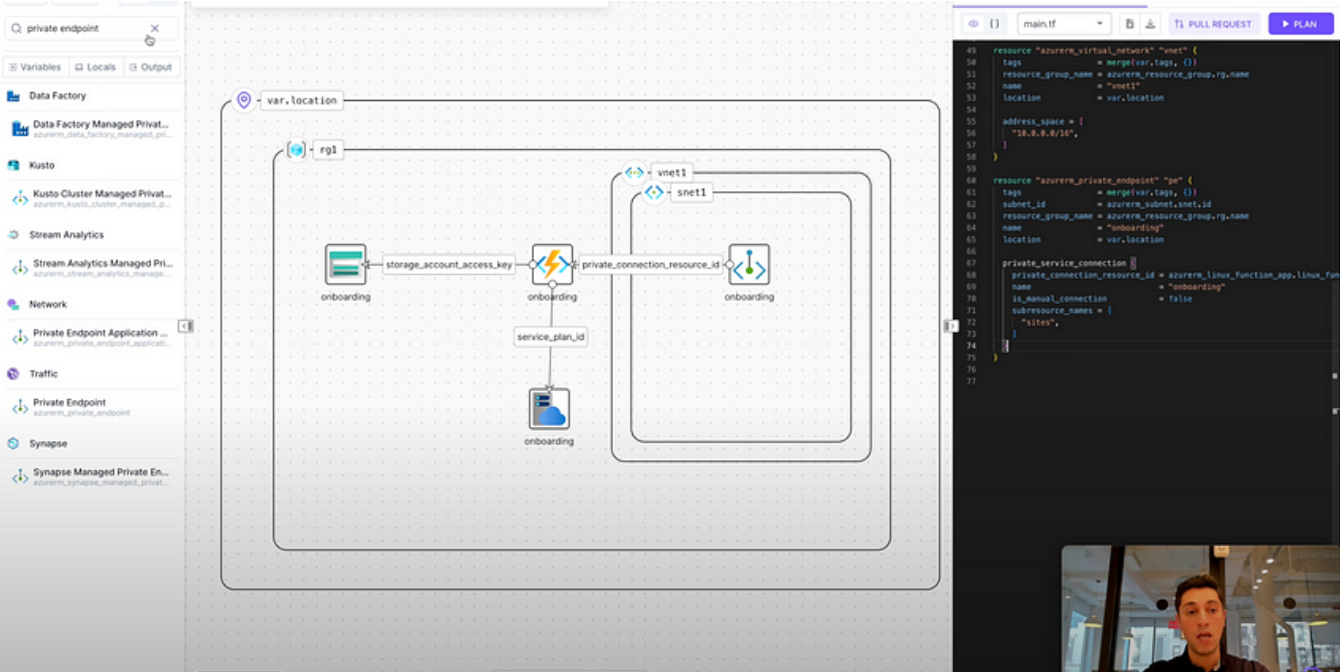 private endpoint
Variables
Locals
Output
Data Factory
Data Factory Managed Privat...
azurerm_data_factory_managed_pri...
Kusto
Kusto Cluster Managed Privat...
azurerm_kusto_cluster_managed_p...
Stream Analytics
Stream Analytics Managed Pri...
azurerm_stream_analytics_manage...
Network
Private Endpoint Application ...
azurerm_private_endpoint_applicati...
Traffic
Private Endpoint
azurerm_private_endpoint
Synapse
Synapse Managed Private En...
azurerm_synapse_managed_privat...
var.location
rg1
vnet1
snet1
storage_account_access_key
private_connection_resource_id
onboarding
onboarding
onboarding
service_plan_id
onboarding
{}
main.tf
PULL REQUEST
PLAN
49 resource "azurerm_virtual_network" "vnet" {
50 tags = merge(var.tags, {})
51 resource_group_name = azurerm_resource_group.rg.name
52 name = "vnet1"
53 location = var.location
54
55 address_space = [
56 "10.0.0.0/16",
57 ]
58 }
59
60 resource "azurerm_private_endpoint" "pe" {
61 tags = merge(var.tags, {})
62 subnet_id = azurerm_subnet.snet.id
63 resource_group_name = azurerm_resource_group.rg.name
64 name = "onboarding"
65 location = var.location
66
67 private_service_connection {
68 private_connection_resource_id = azurerm_linux_function_app.linux_fun
69 name = "onboarding"
70 is_manual_connection = false
71 subresource_names = [
72 "sites",
73 ]
74 }
75 }
76
77